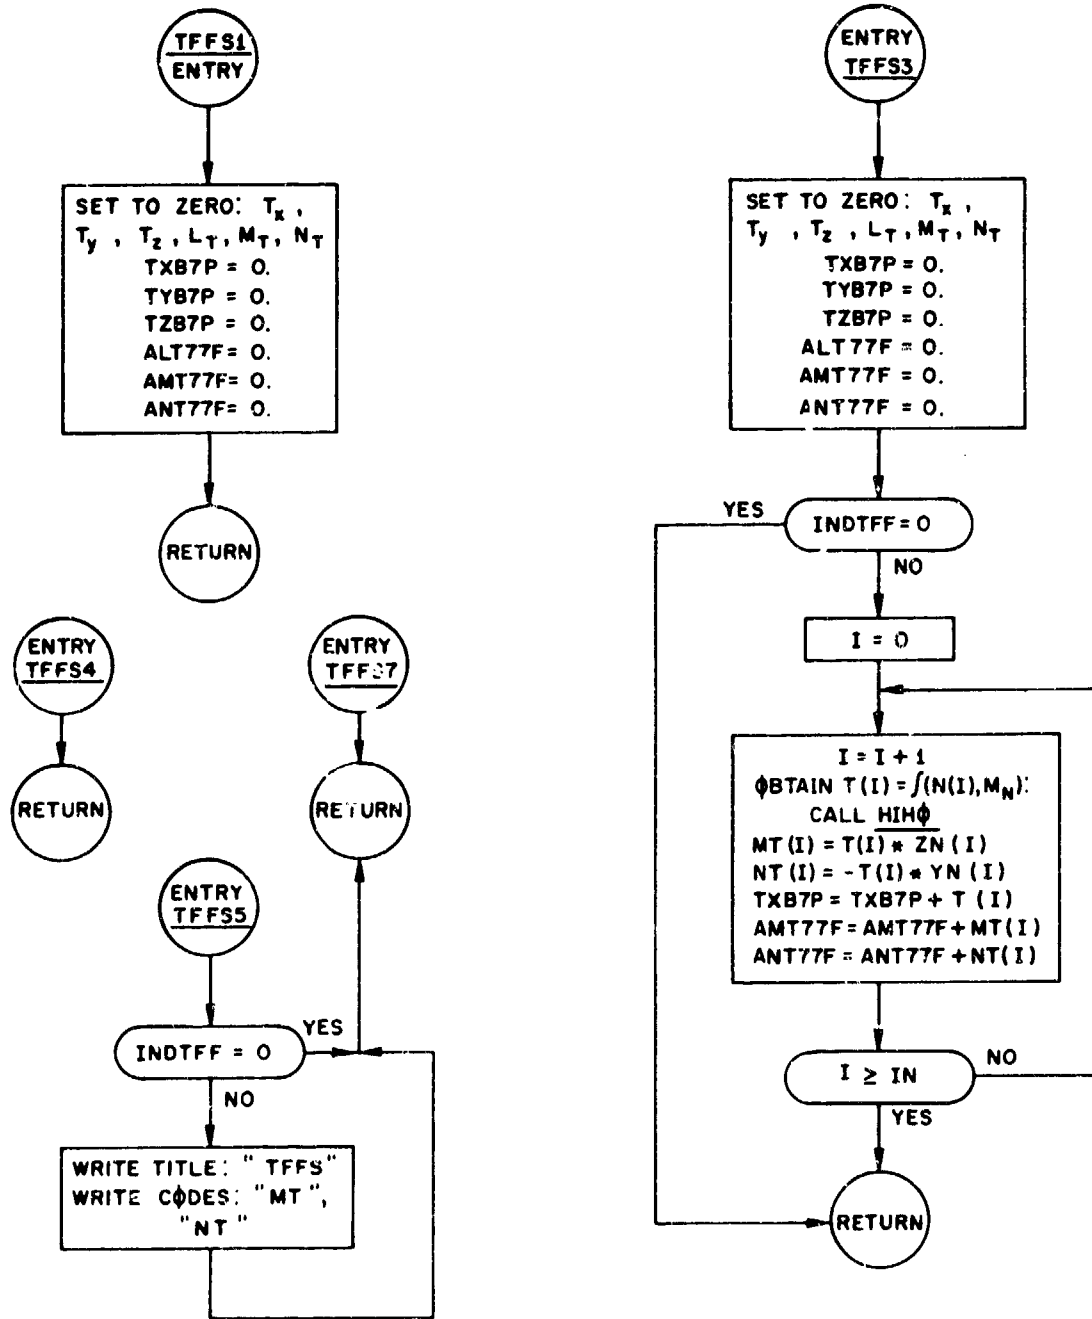 TFFS1
ENTRY
SET TO ZERO: Tx ,
Ty , Tz , LT , MT , NT
TXB7P = 0.
TYB7P = 0.
TZB7P = 0.
ALT77F= 0.
AMT77F= 0.
ANT77F= 0.
RETURN
ENTRY
TFFS4
RETURN
ENTRY
TFFS7
RETURN
ENTRY
TFFS5
INDTFF = 0
YES
NO
WRITE TITLE: " TFFS"
WRITE CΦDES: "MT",
"NT "
ENTRY
TFFS3
SET TO ZERO: Tx ,
Ty , Tz , LT , MT , NT
TXB7P = 0.
TYB7P = 0.
TZB7P = 0.
ALT77F = 0.
AMT77F = 0.
ANT77F = 0.
YES
INDTFF = 0
NO
I = 0
I = I + 1
ΦBTAIN T(I) = ∫(N(I), MN):
CALL HIHΦ
MT(I) = T(I) * ZN(I)
NT(I) = -T(I) * YN(I)
TXB7P = TXB7P + T(I)
AMT77F = AMT77F + MT(I)
ANT77F = ANT77F + NT(I)
I ≥ IN
NO
YES
RETURN